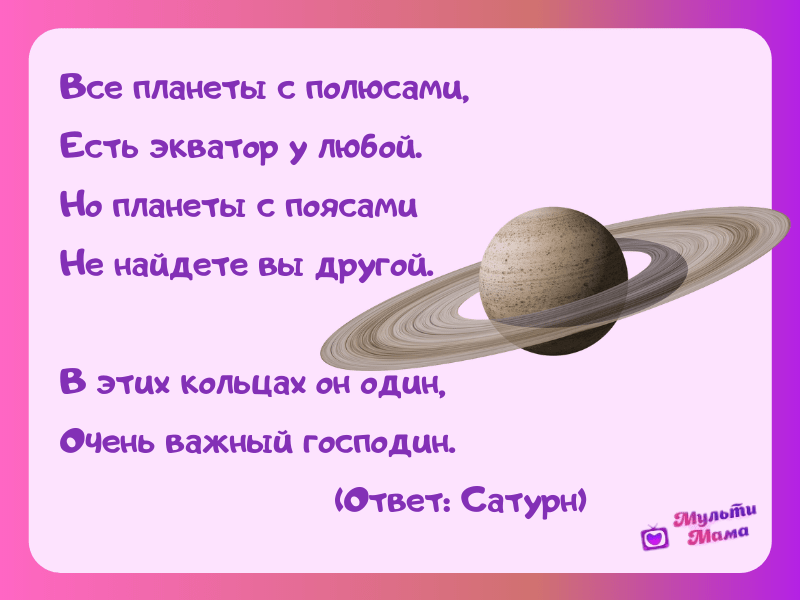 Все планеты с полюсами,
Есть экватор у любой.
Но планеты с поясами
Не найдете вы другой.
В этих кольцах он один,
Очень важный господин.
(Ответ: Сатурн)
Мульти
Мама